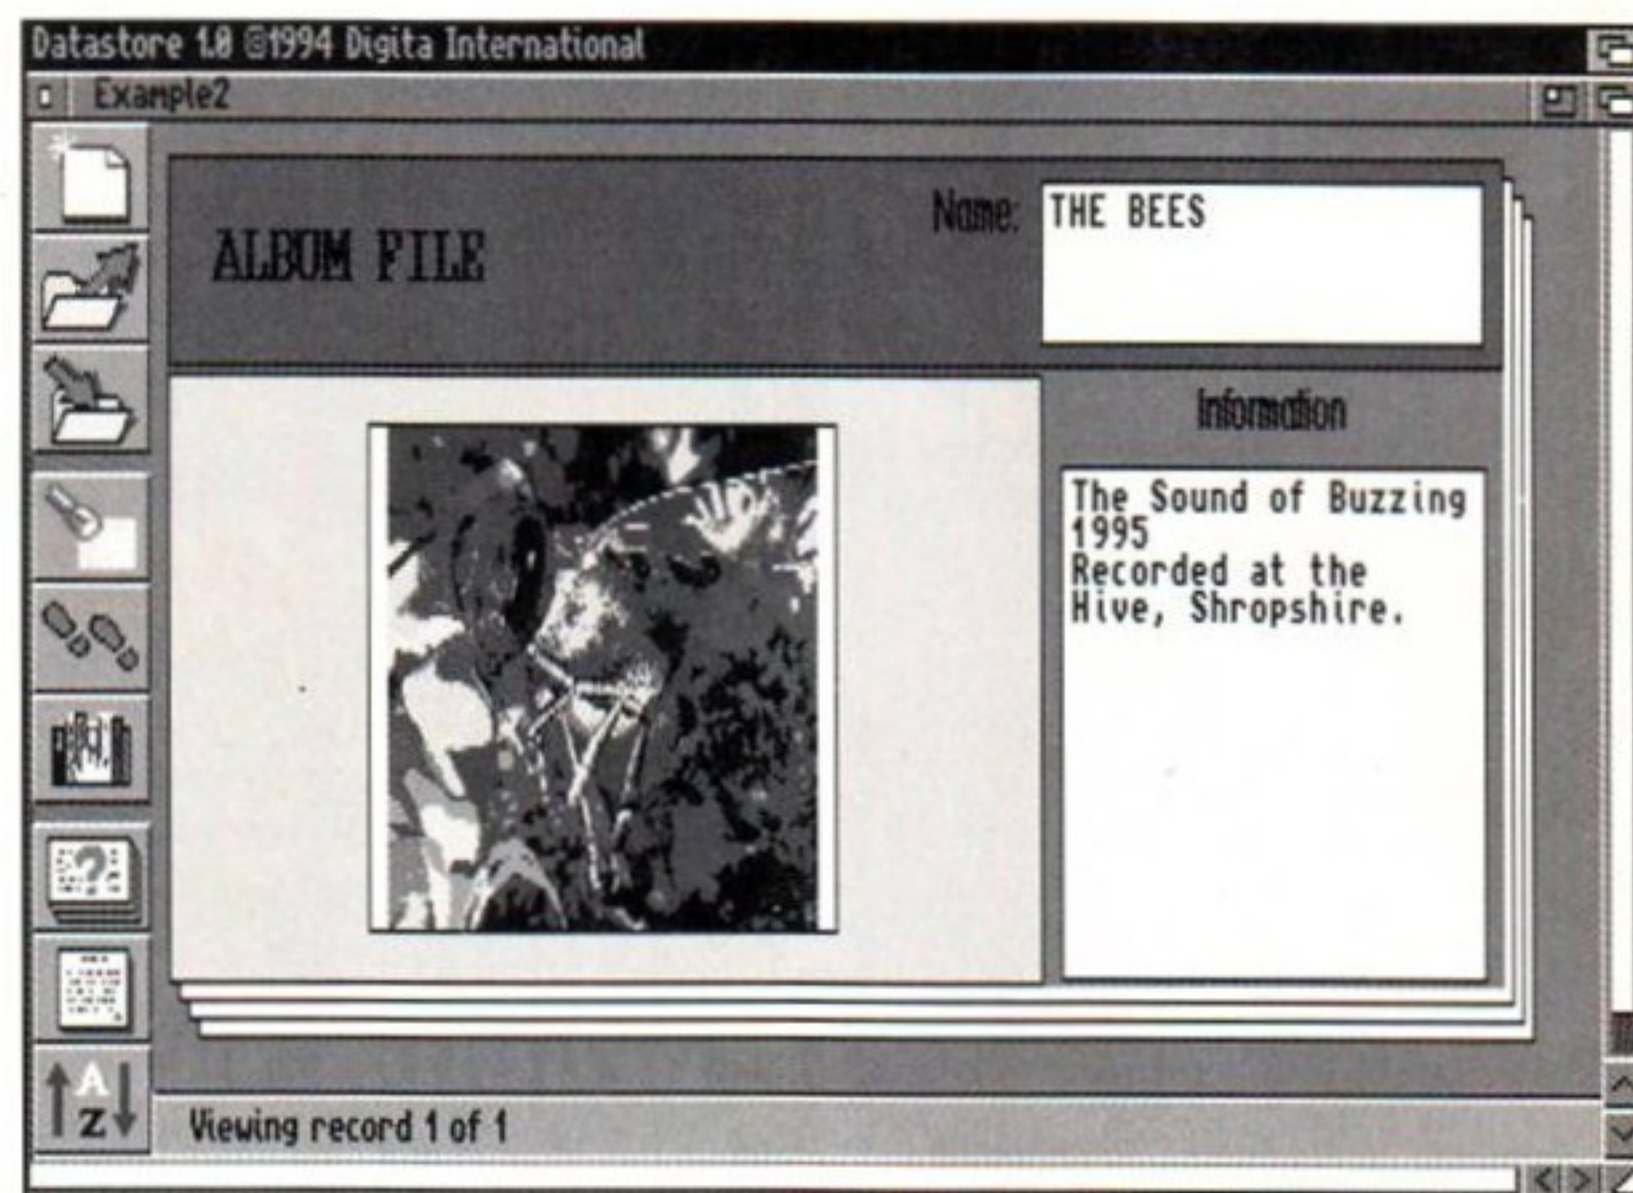 Datastore 1.0 ©1994 Digita International
Example2
ALBUM FILE
Name:
THE BEES
Information
The Sound of Buzzing
1995
Recorded at the
Hive, Shropshire.
A
Z
Viewing record 1 of 1